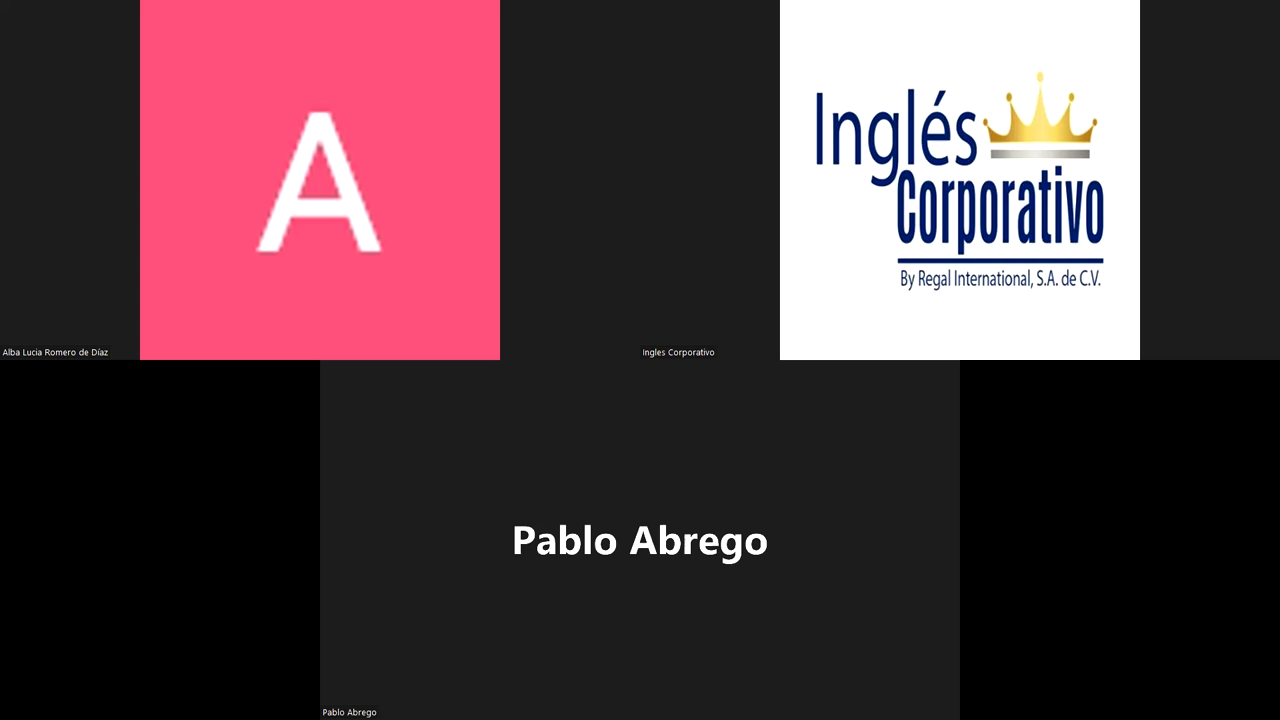 A
Inglés
Corporativo
By Regal International, S.A. de C.V.
Alba Lucia Romero de Díaz
Ingles Corporativo
Pablo Abrego
Pablo Abrego